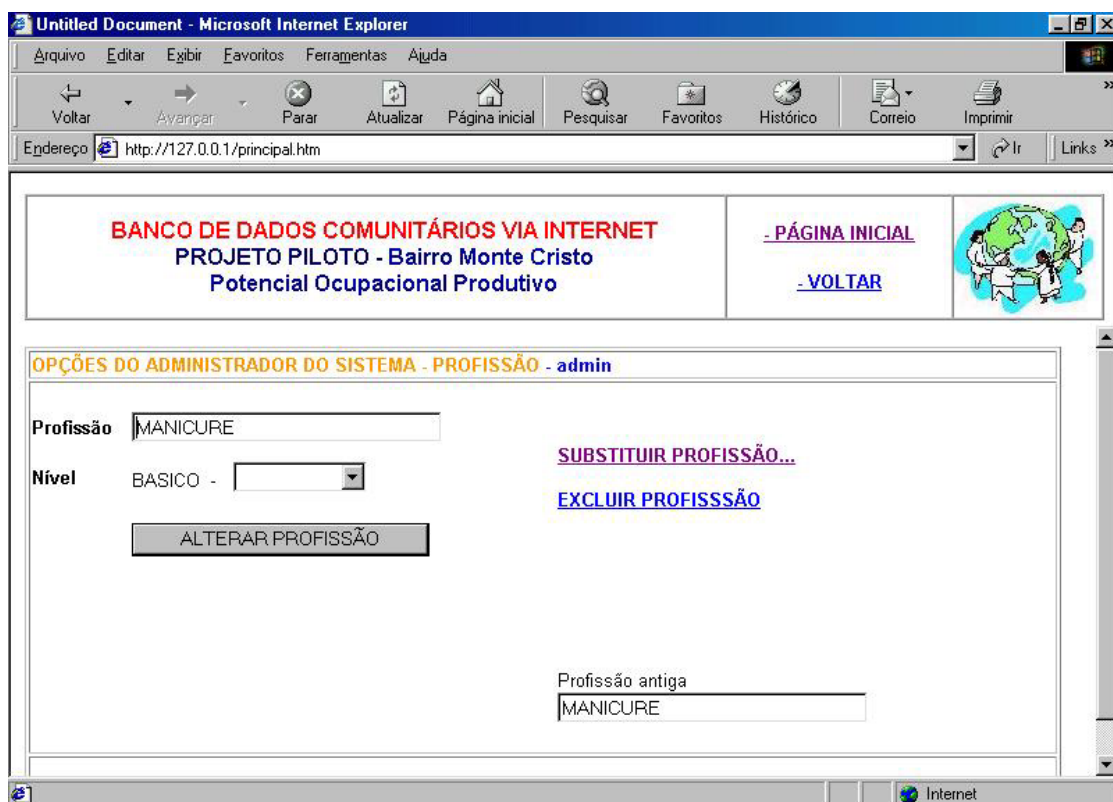 Untitled Document - Microsoft Internet Explorer
Arquivo Editar Exibir Favoritos Ferramentas Ajuda
Voltar Avançar Parar Atualizar Página inicial Pesquisar Favoritos Histórico Correio Imprimir »
Endereço http://127.0.0.1/principal.htm Ir Links »
BANCO DE DADOS COMUNITÁRIOS VIA INTERNET
PROJETO PILOTO - Bairro Monte Cristo
Potencial Ocupacional Produtivo
- PÁGINA INICIAL
- VOLTAR
OPÇÕES DO ADMINISTRADOR DO SISTEMA - PROFISSÃO - admin
Profissão MANICURE
SUBSTITUIR PROFISSÃO...
Nível BASICO -
EXCLUIR PROFISSSÃO
ALTERAR PROFISSÃO
Profissão antiga
MANICURE
Internet